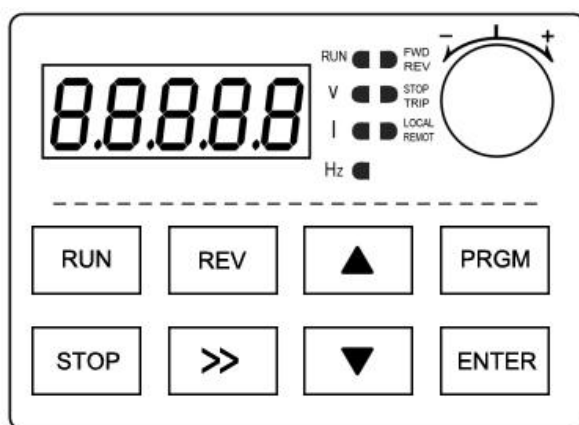 8.8.8.8.8
RUN
FWD
REV
V
STOP
TRIP
I
LOCAL
REMOT
Hz
−
+
RUN
REV
▲
PRGM
STOP
>>
▼
ENTER